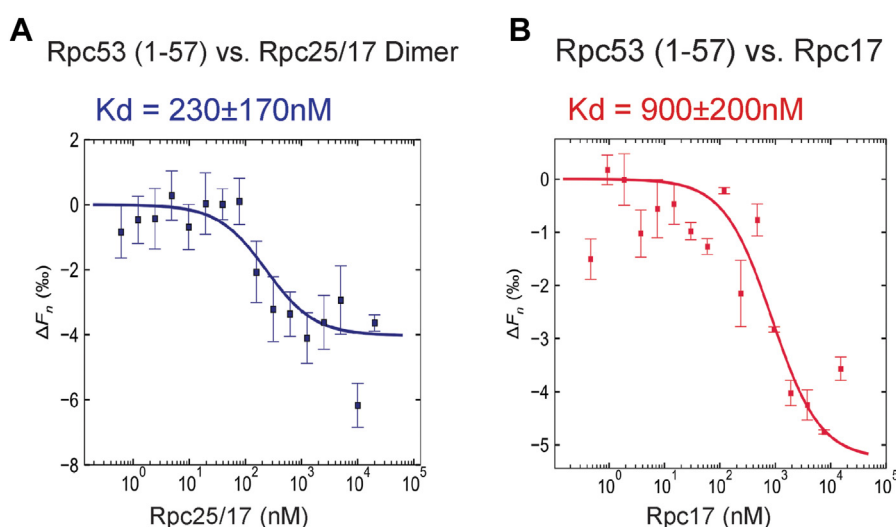 A
Rpc53 (1-57) vs. Rpc25/17 Dimer
Kd = 230±170nM
2
0
−2
−4
−6
−8
ΔFn (‰)
10^0 10^1 10^2 10^3 10^4 10^5
Rpc25/17 (nM)
B
Rpc53 (1-57) vs. Rpc17
Kd = 900±200nM
0
-1
-2
-3
-4
-5
ΔFn (‰)
10^0 10^1 10^2 10^3 10^4 10^5
Rpc17 (nM)